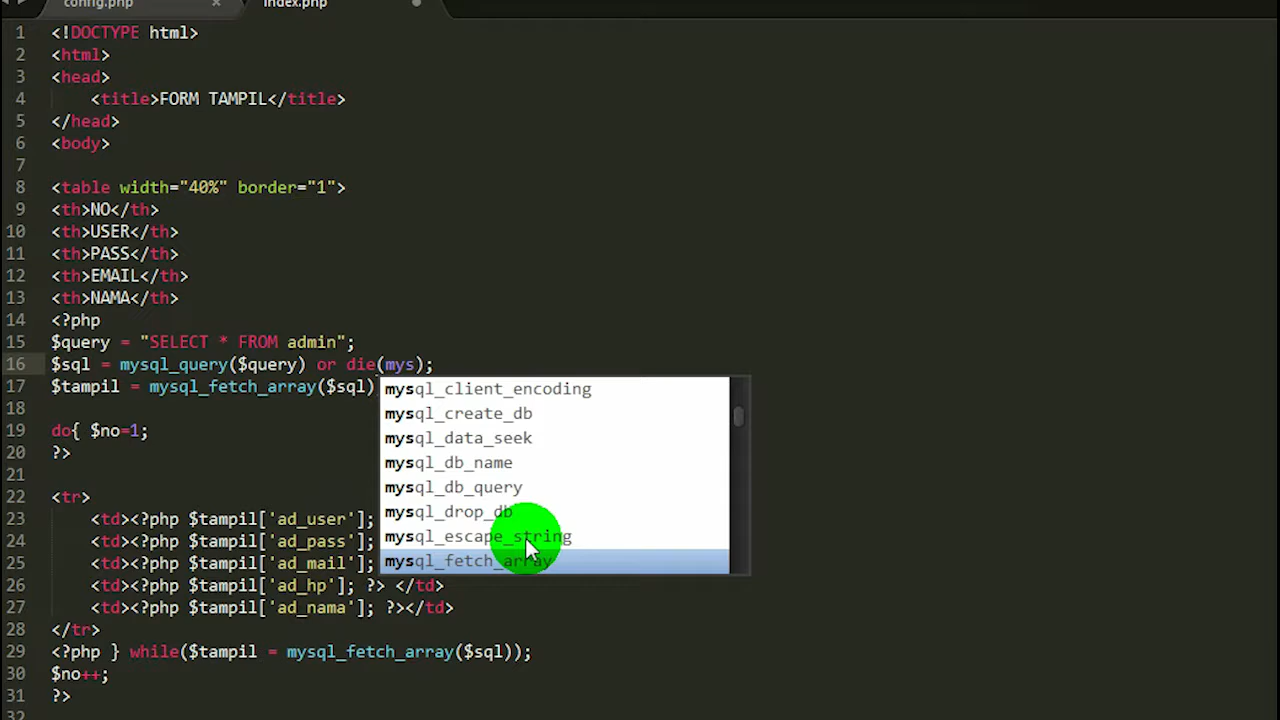 config.php × index.php
1 <!DOCTYPE html>
2 <html>
3 <head>
4 <title>FORM TAMPIL</title>
5 </head>
6 <body>
7
8 <table width="40%" border="1">
9 <th>NO</th>
10 <th>USER</th>
11 <th>PASS</th>
12 <th>EMAIL</th>
13 <th>NAMA</th>
14 <?php
15 $query = "SELECT * FROM admin";
16 $sql = mysql_query($query) or die(mys);
17 $tampil = mysql_fetch_array($sql)
mysql_client_encoding
mysql_create_db
mysql_data_seek
mysql_db_name
mysql_db_query
mysql_drop_db
mysql_escape_string
mysql_fetch_array
18
19 do{ $no=1;
20 ?>
21
22 <tr>
23 <td><?php $tampil['ad_user'];
24 <td><?php $tampil['ad_pass'];
25 <td><?php $tampil['ad_mail'];
26 <td><?php $tampil['ad_hp']; ?> </td>
27 <td><?php $tampil['ad_nama']; ?></td>
28 </tr>
29 <?php } while($tampil = mysql_fetch_array($sql));
30 $no++;
31 ?>
32